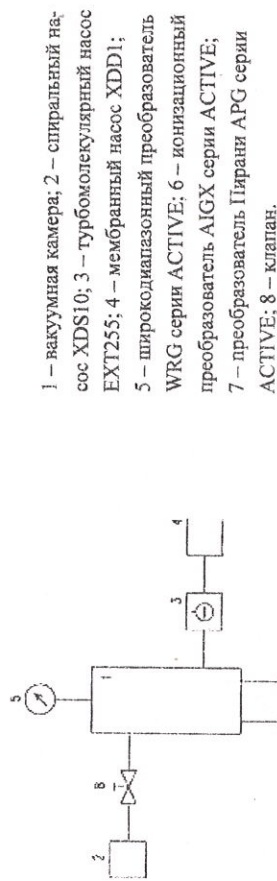 1 – вакуумная камера; 2 – спиральный на-
сос XDS10; 3 – турбомолекулярный насос
EXT255; 4 – мембранный насос XDD1;
5 – широкодиапазонный преобразователь
WRG серии ACTIVE; 6 – ионизационный
преобразователь AIGX серии ACTIVE;
7 – преобразователь Пирани APG серии
ACTIVE; 8 – клапан.
5
1
8
2
3
4